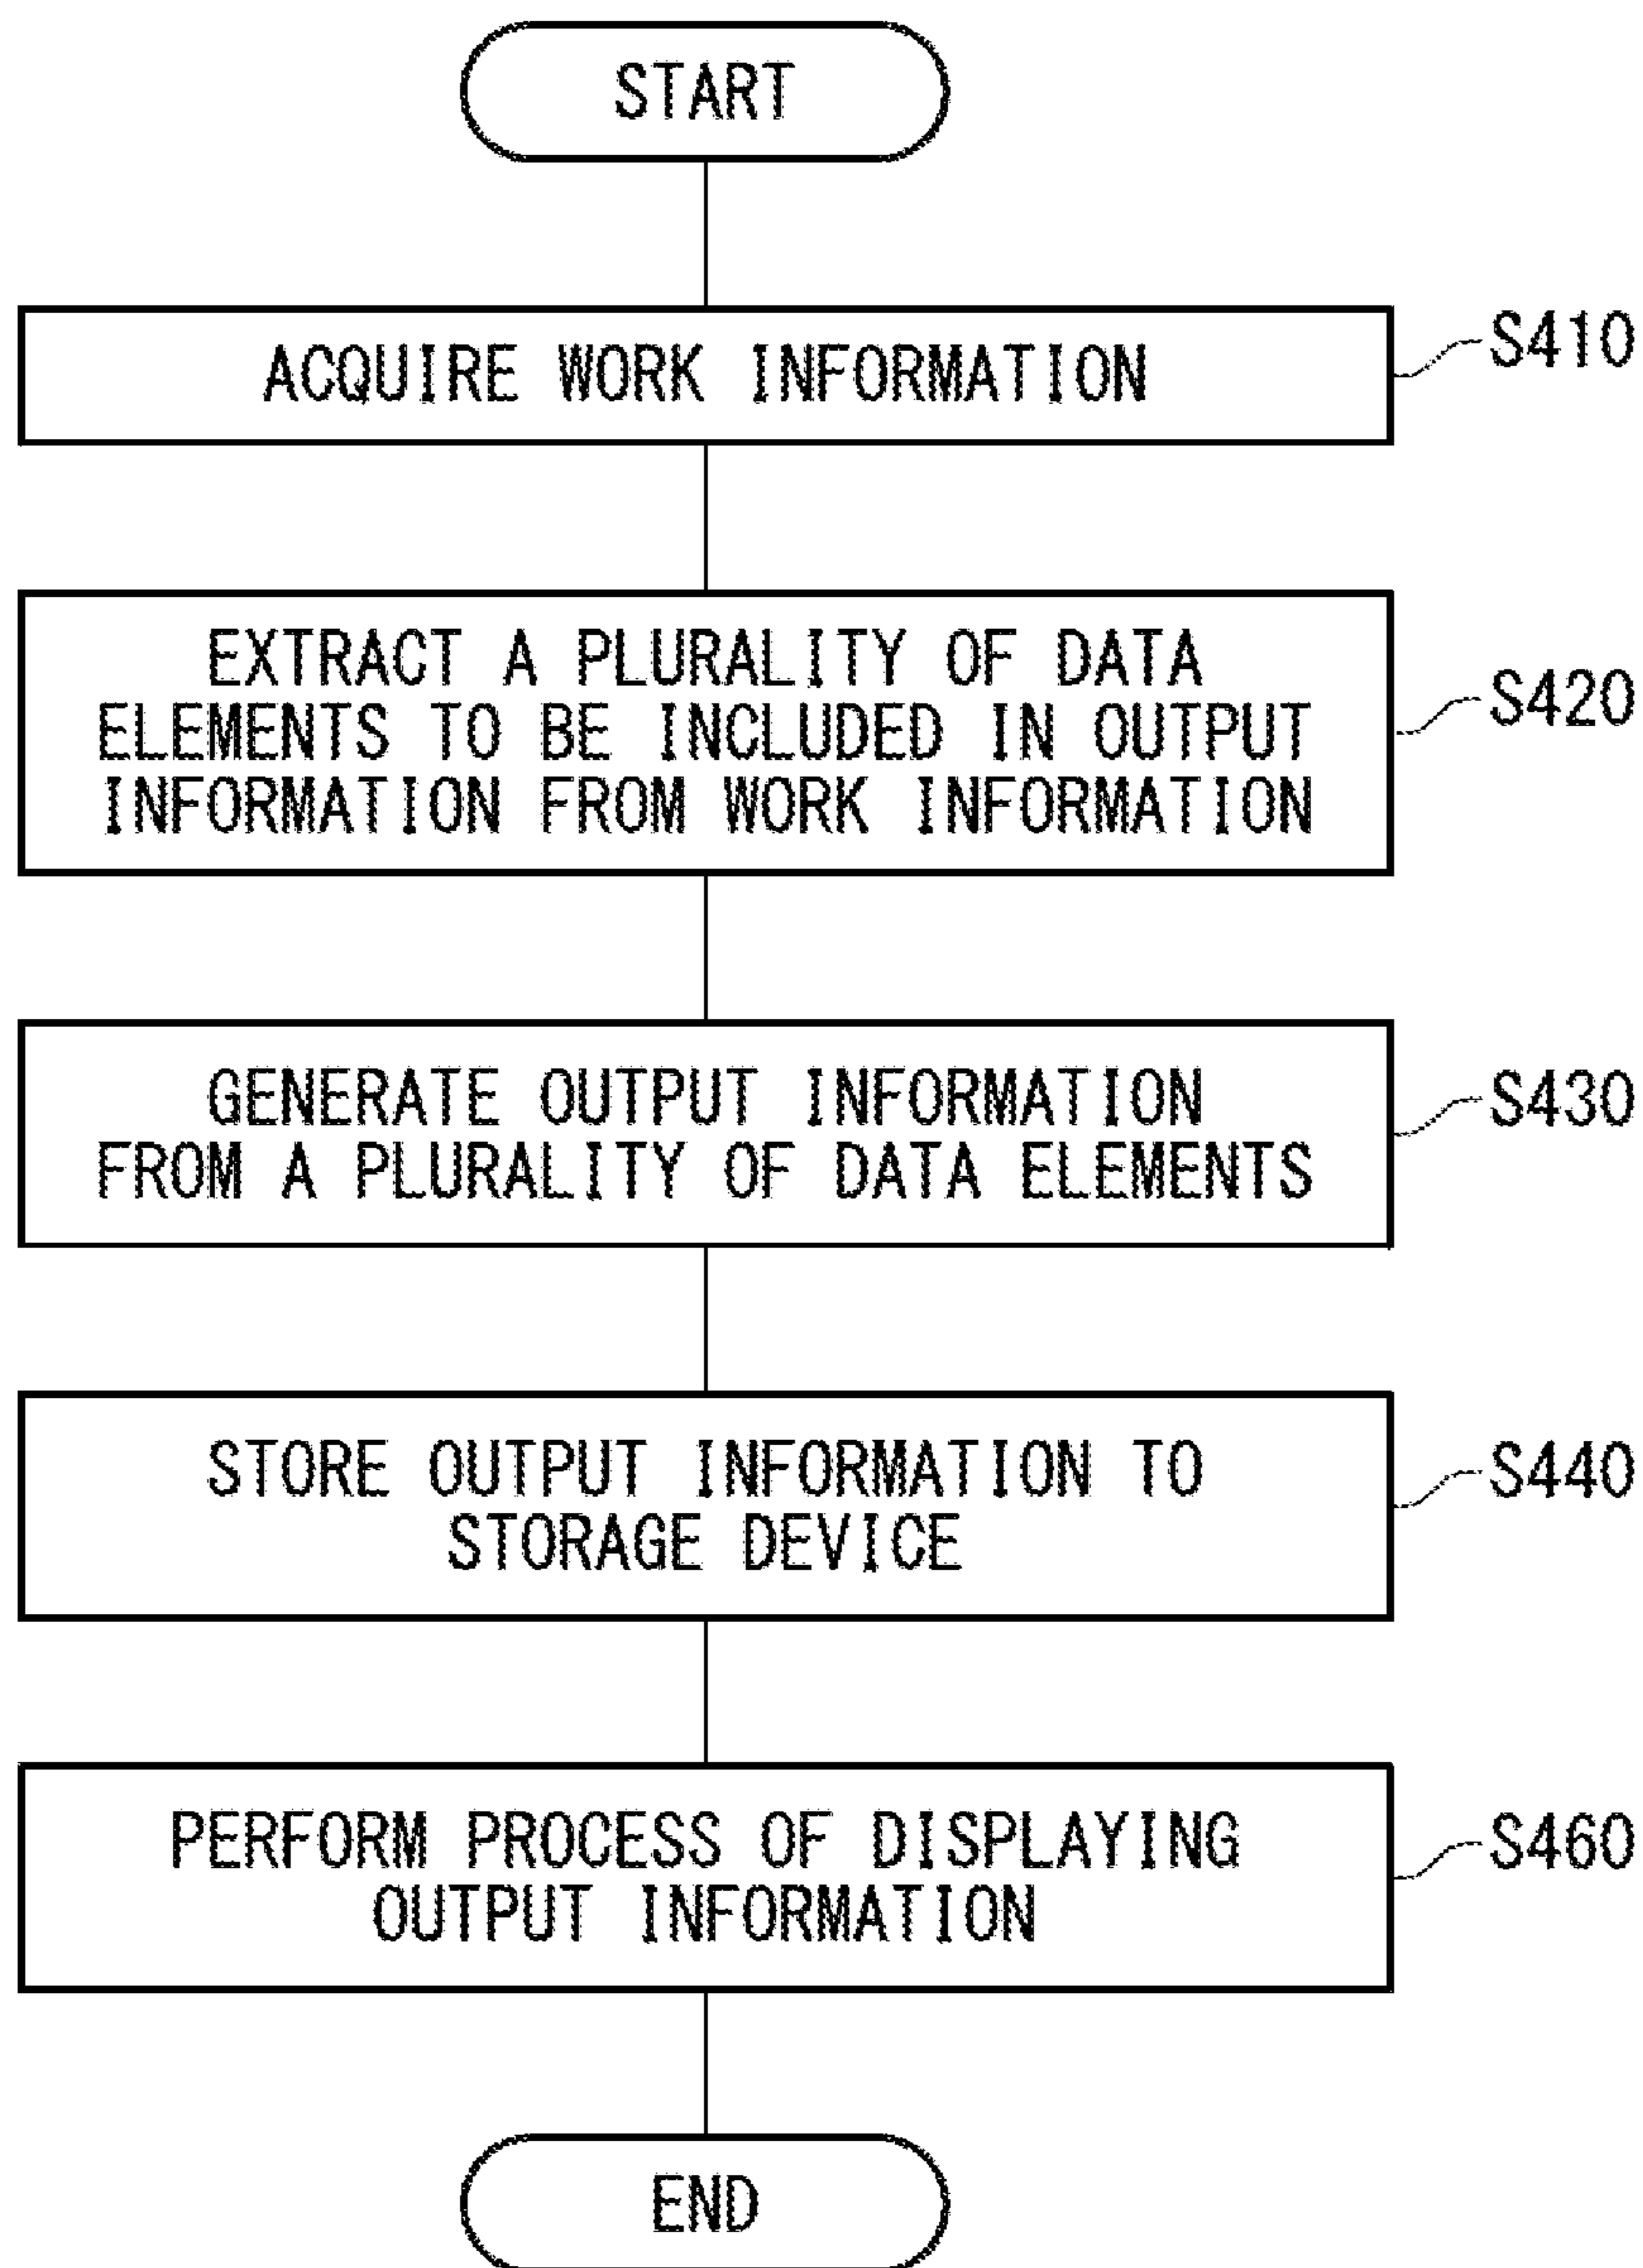 START
ACQUIRE WORK INFORMATION
S410
EXTRACT A PLURALITY OF DATA
ELEMENTS TO BE INCLUDED IN OUTPUT
INFORMATION FROM WORK INFORMATION
S420
GENERATE OUTPUT INFORMATION
FROM A PLURALITY OF DATA ELEMENTS
S430
STORE OUTPUT INFORMATION TO
STORAGE DEVICE
S440
PERFORM PROCESS OF DISPLAYING
OUTPUT INFORMATION
S460
END